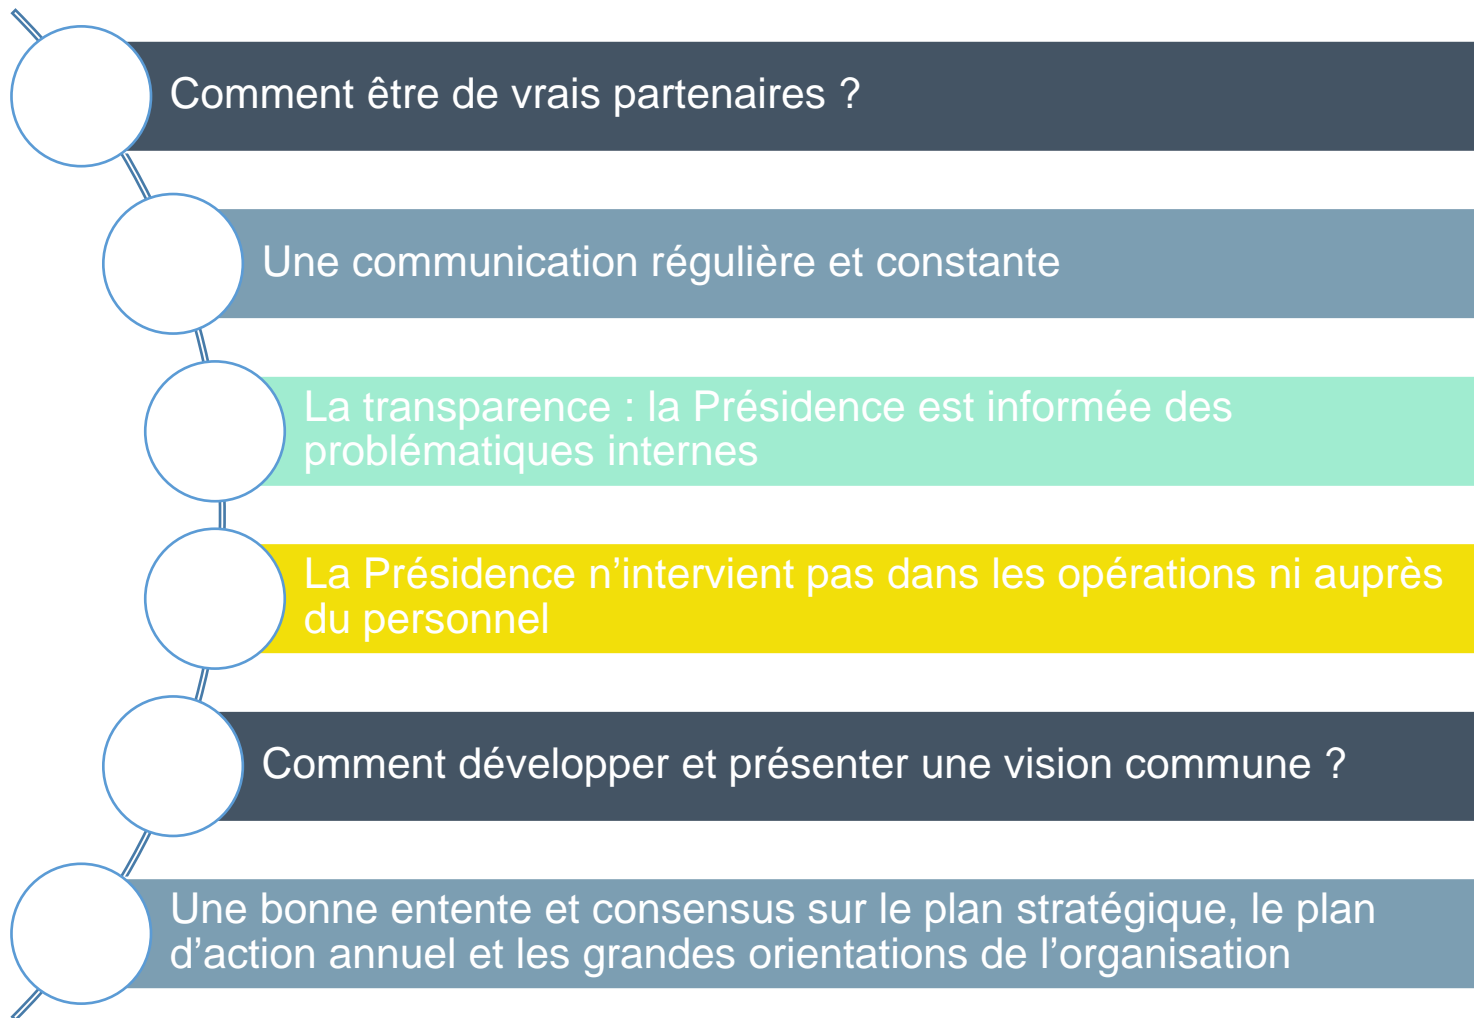 Comment être de vrais partenaires ?
Une communication régulière et constante
La transparence : la Présidence est informée des
problématiques internes
La Présidence n’intervient pas dans les opérations ni auprès
du personnel
Comment développer et présenter une vision commune ?
Une bonne entente et consensus sur le plan stratégique, le plan
d’action annuel et les grandes orientations de l’organisation